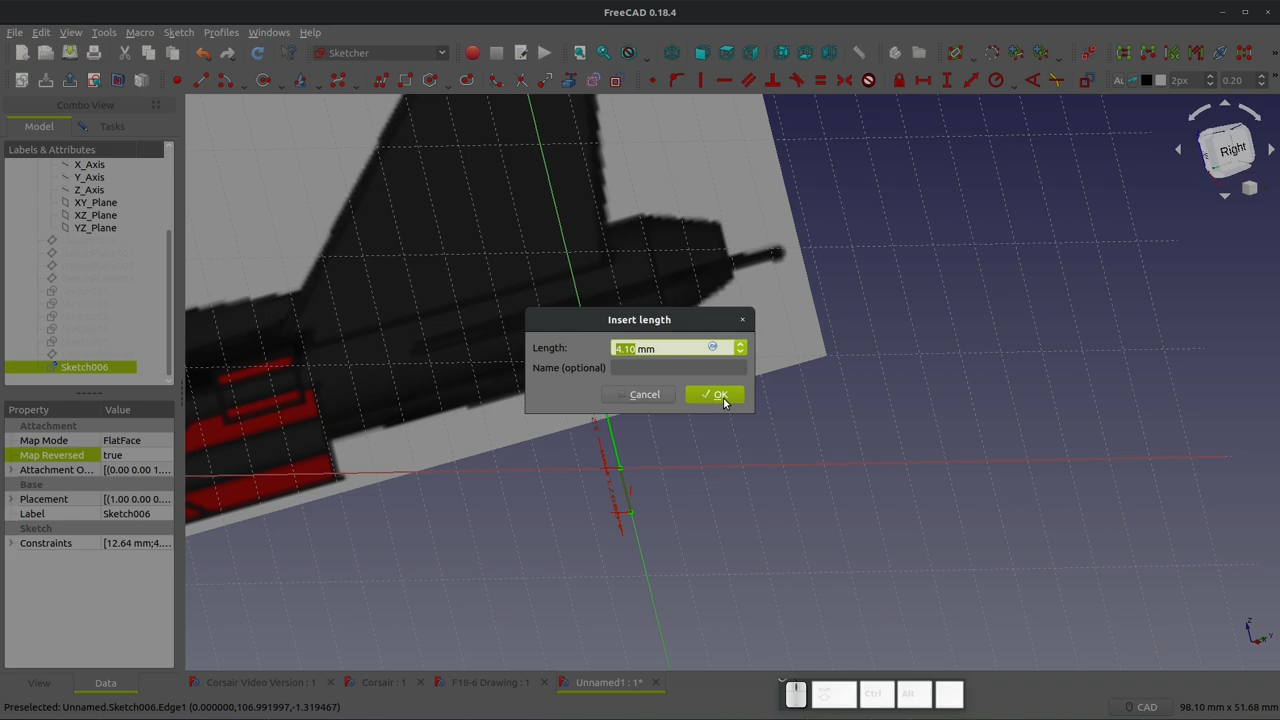 FreeCAD 0.18.4
File Edit View Tools Macro Sketch Profiles Windows Help
Sketcher
AL 2px 0.20
Combo View
Model Tasks
Labels & Attributes
X_Axis
Y_Axis
Z_Axis
XY_Plane
XZ_Plane
YZ_Plane
Sketch006
Property Value
Attachment
Map Mode FlatFace
Map Reversed true
Attachment O... [(0.00 0.00 1....
Base
Placement [(1.00 0.00 0....
Label Sketch006
Sketch
Constraints [12.64 mm;4....
View Data
Right
Insert length
Length: 4.10 mm
Name (optional)
Cancel OK
Z
Y
Corsair Video Version : 1 Corsair : 1 F18-6 Drawing : 1 Unnamed1 : 1*
Ctrl Alt
Preselected: Unnamed.Sketch006.Edge1 (0.000000,106.991997,-1.319467)
CAD 98.10 mm x 51.68 mm